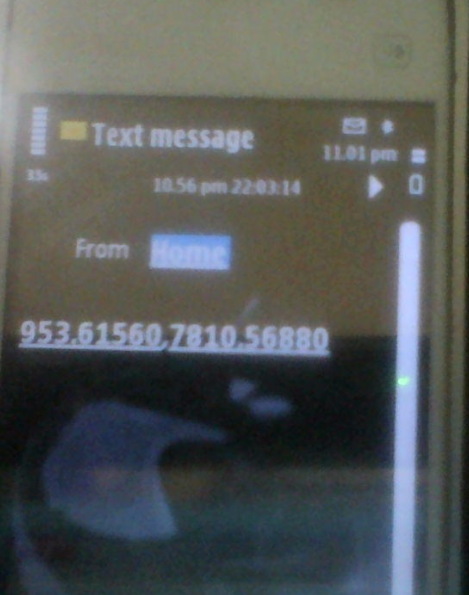 Text message
11.01 pm
10.56 pm 22:03:14
From Home
953.61560,7810.56880